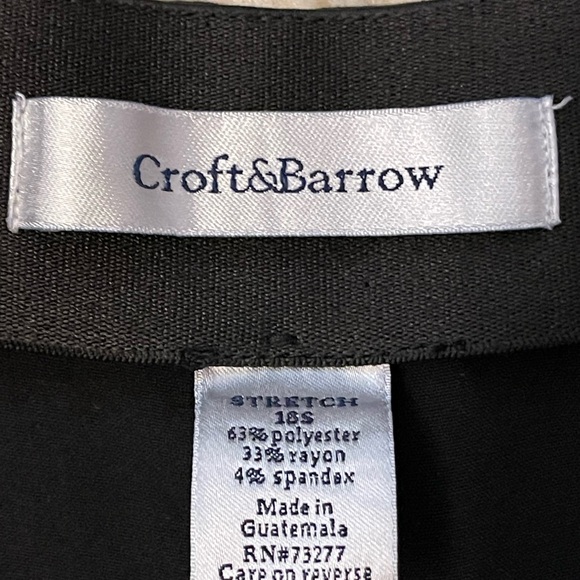 Croft&Barrow
STRETCH
18S
63% polyester
33% rayon
4% spandex
Made in
Guatemala
RN#73277
Care on reverse